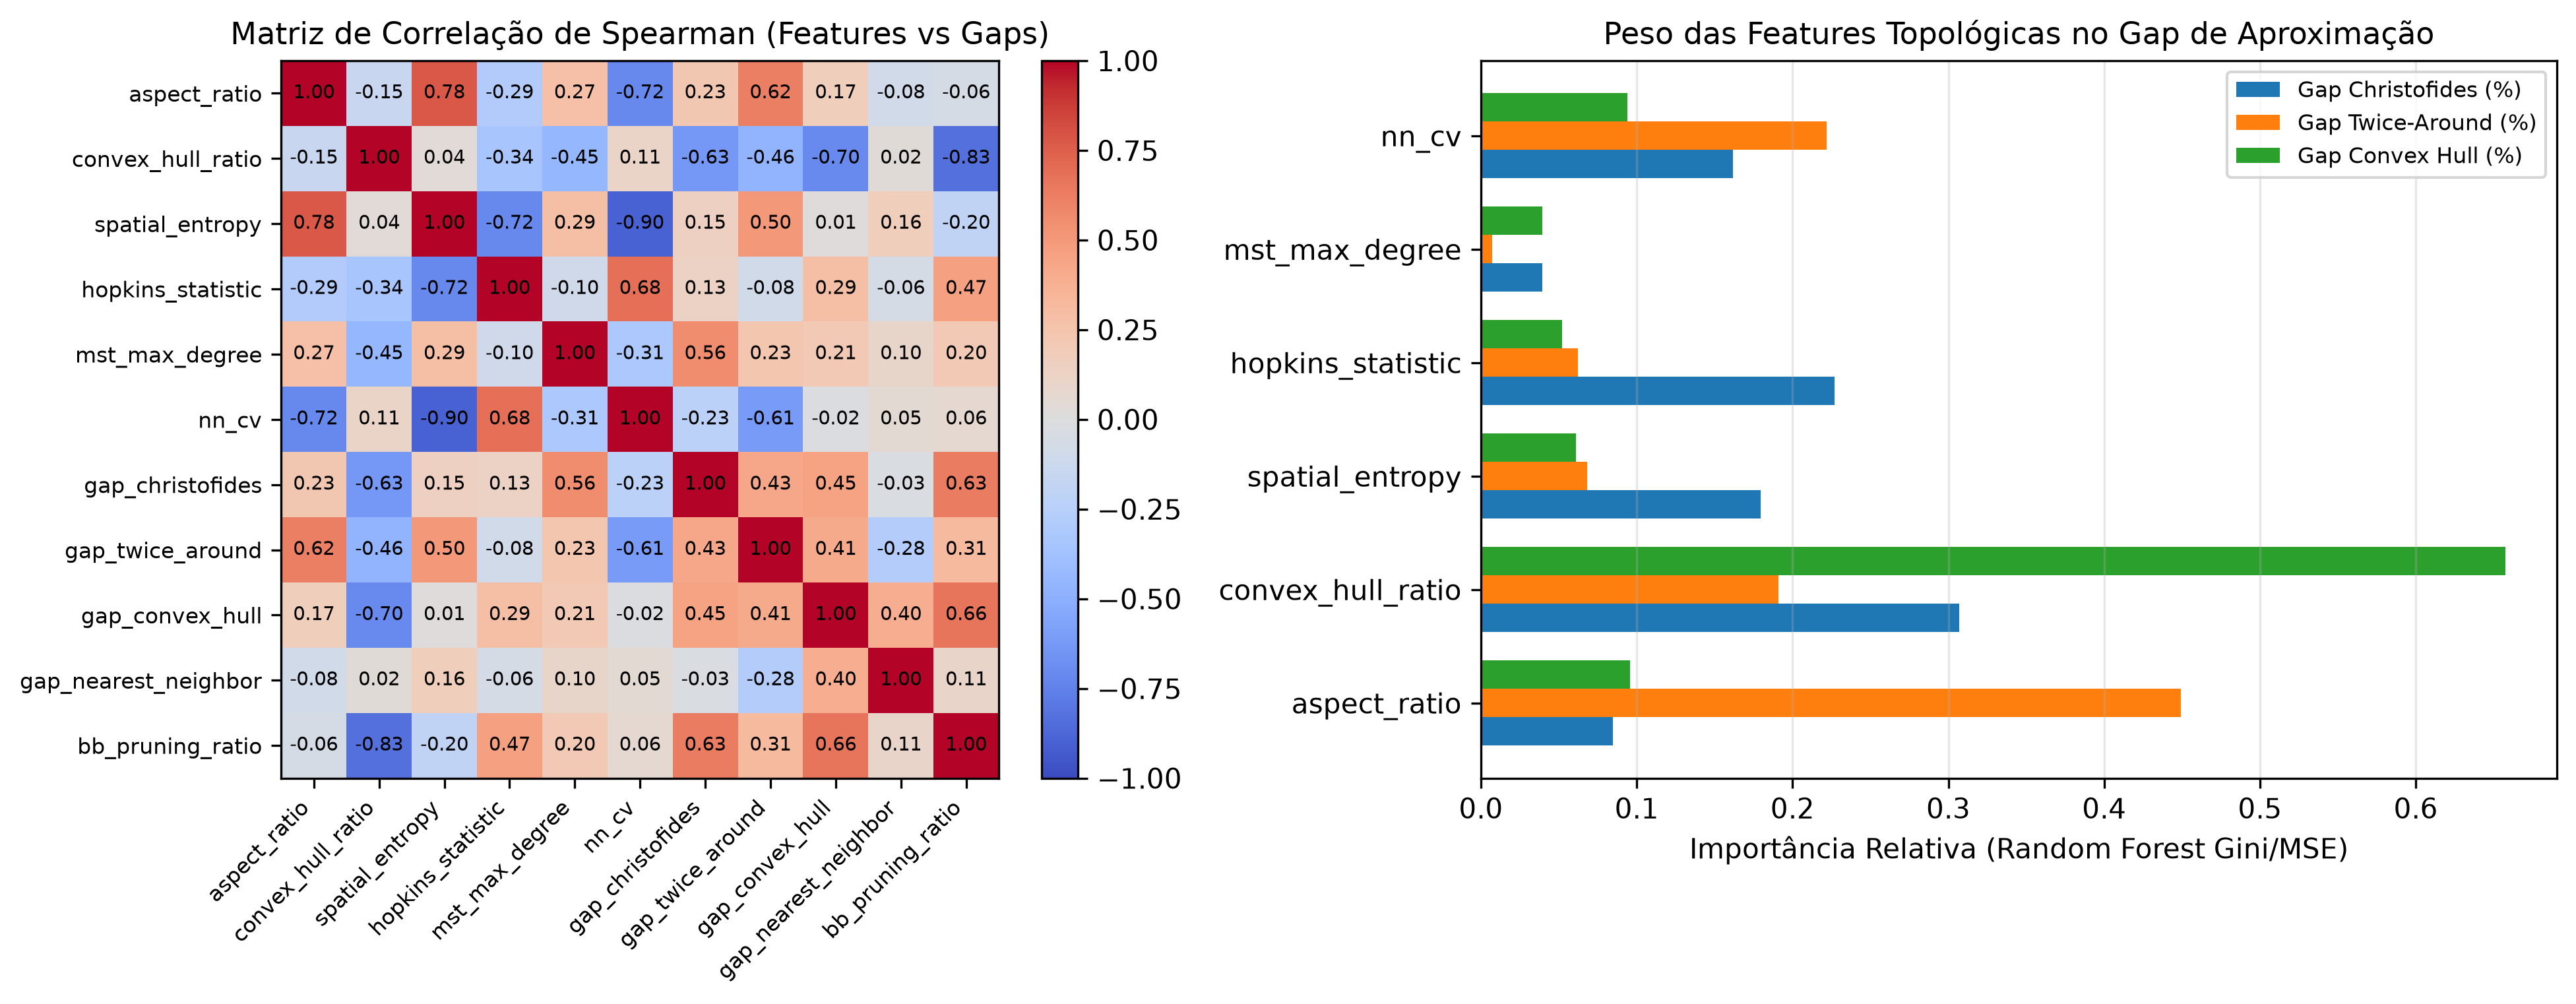 Matriz de Correlação de Spearman (Features vs Gaps)
aspect_ratio 1.00 -0.15 0.78 -0.29 0.27 -0.72 0.23 0.62 0.17 -0.08 -0.06
convex_hull_ratio -0.15 1.00 0.04 -0.34 -0.45 0.11 -0.63 -0.46 -0.70 0.02 -0.83
spatial_entropy 0.78 0.04 1.00 -0.72 0.29 -0.90 0.15 0.50 0.01 0.16 -0.20
hopkins_statistic -0.29 -0.34 -0.72 1.00 -0.10 0.68 0.13 -0.08 0.29 -0.06 0.47
mst_max_degree 0.27 -0.45 0.29 -0.10 1.00 -0.31 0.56 0.23 0.21 0.10 0.20
nn_cv -0.72 0.11 -0.90 0.68 -0.31 1.00 -0.23 -0.61 -0.02 0.05 0.06
gap_christofides 0.23 -0.63 0.15 0.13 0.56 -0.23 1.00 0.43 0.45 -0.03 0.63
gap_twice_around 0.62 -0.46 0.50 -0.08 0.23 -0.61 0.43 1.00 0.41 -0.28 0.31
gap_convex_hull 0.17 -0.70 0.01 0.29 0.21 -0.02 0.45 0.41 1.00 0.40 0.66
gap_nearest_neighbor -0.08 0.02 0.16 -0.06 0.10 0.05 -0.03 -0.28 0.40 1.00 0.11
bb_pruning_ratio -0.06 -0.83 -0.20 0.47 0.20 0.06 0.63 0.31 0.66 0.11 1.00
aspect_ratio
convex_hull_ratio
spatial_entropy
hopkins_statistic
mst_max_degree
nn_cv
gap_christofides
gap_twice_around
gap_convex_hull
gap_nearest_neighbor
bb_pruning_ratio
1.00
0.75
0.50
0.25
0.00
−0.25
−0.50
−0.75
−1.00
Peso das Features Topológicas no Gap de Aproximação
Gap Christofides (%)
Gap Twice-Around (%)
Gap Convex Hull (%)
nn_cv
mst_max_degree
hopkins_statistic
spatial_entropy
convex_hull_ratio
aspect_ratio
0.0 0.1 0.2 0.3 0.4 0.5 0.6
Importância Relativa (Random Forest Gini/MSE)